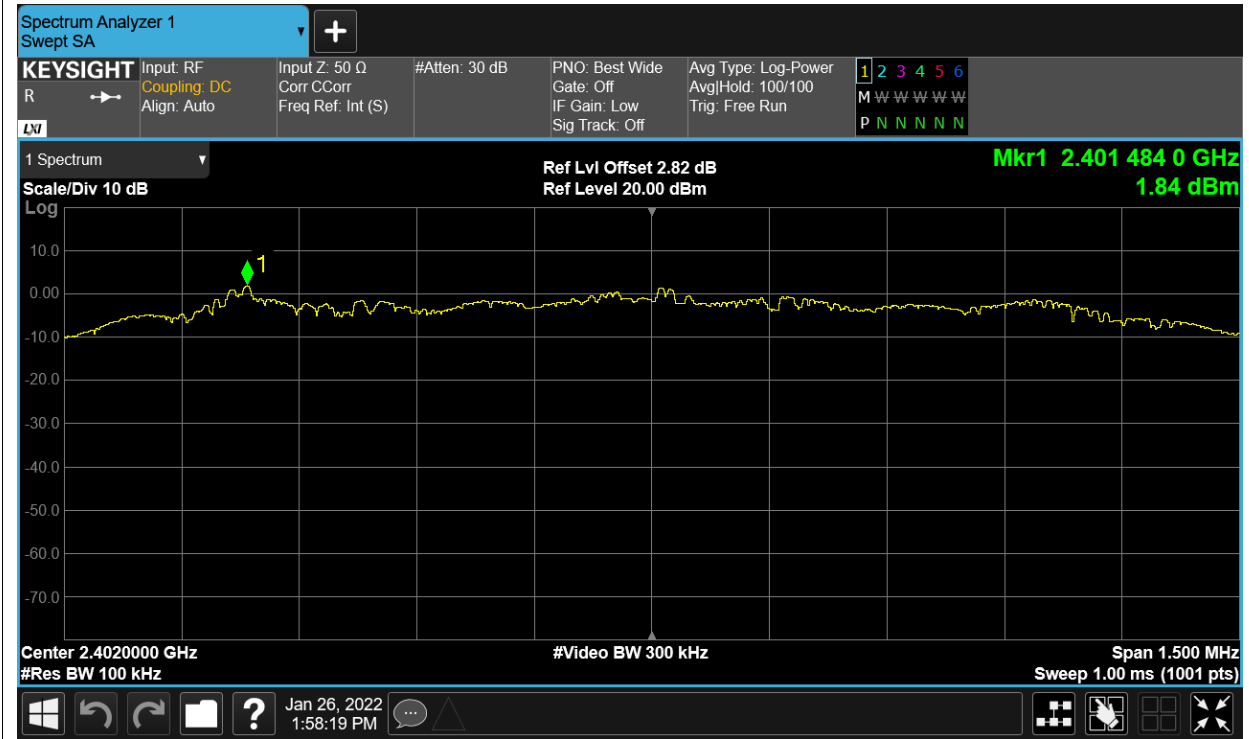 Spectrum Analyzer 1
Swept SA
KEYSIGHT
R
LXI
Input: RF
Coupling: DC
Align: Auto
Input Z: 50 Ω
Corr CCorr
Freq Ref: Int (S)
#Atten: 30 dB
PNO: Best Wide
Gate: Off
IF Gain: Low
Sig Track: Off
Avg Type: Log-Power
Avg|Hold: 100/100
Trig: Free Run
1 2 3 4 5 6
M W W W W W
P N N N N N
1 Spectrum
Scale/Div 10 dB
Ref Lvl Offset 2.82 dB
Ref Level 20.00 dBm
Mkr1 2.401 484 0 GHz
1.84 dBm
Log
10.0
1
0.00
-10.0
-20.0
-30.0
-40.0
-50.0
-60.0
-70.0
Center 2.4020000 GHz
#Video BW 300 kHz
Span 1.500 MHz
#Res BW 100 kHz
Sweep 1.00 ms (1001 pts)
?
Jan 26, 2022
1:58:19 PM